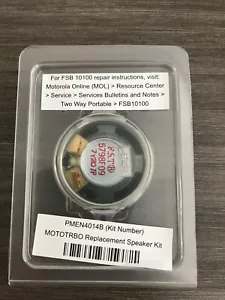 For FSB 10100 repair instructions, visit:
Motorola Online (MOL) > Resource Center
> Service > Services Bulletins and Notes >
Two Way Portable > FSB10100
PMEN4014B (Kit Number)
MOTOTRBO Replacement Speaker Kit